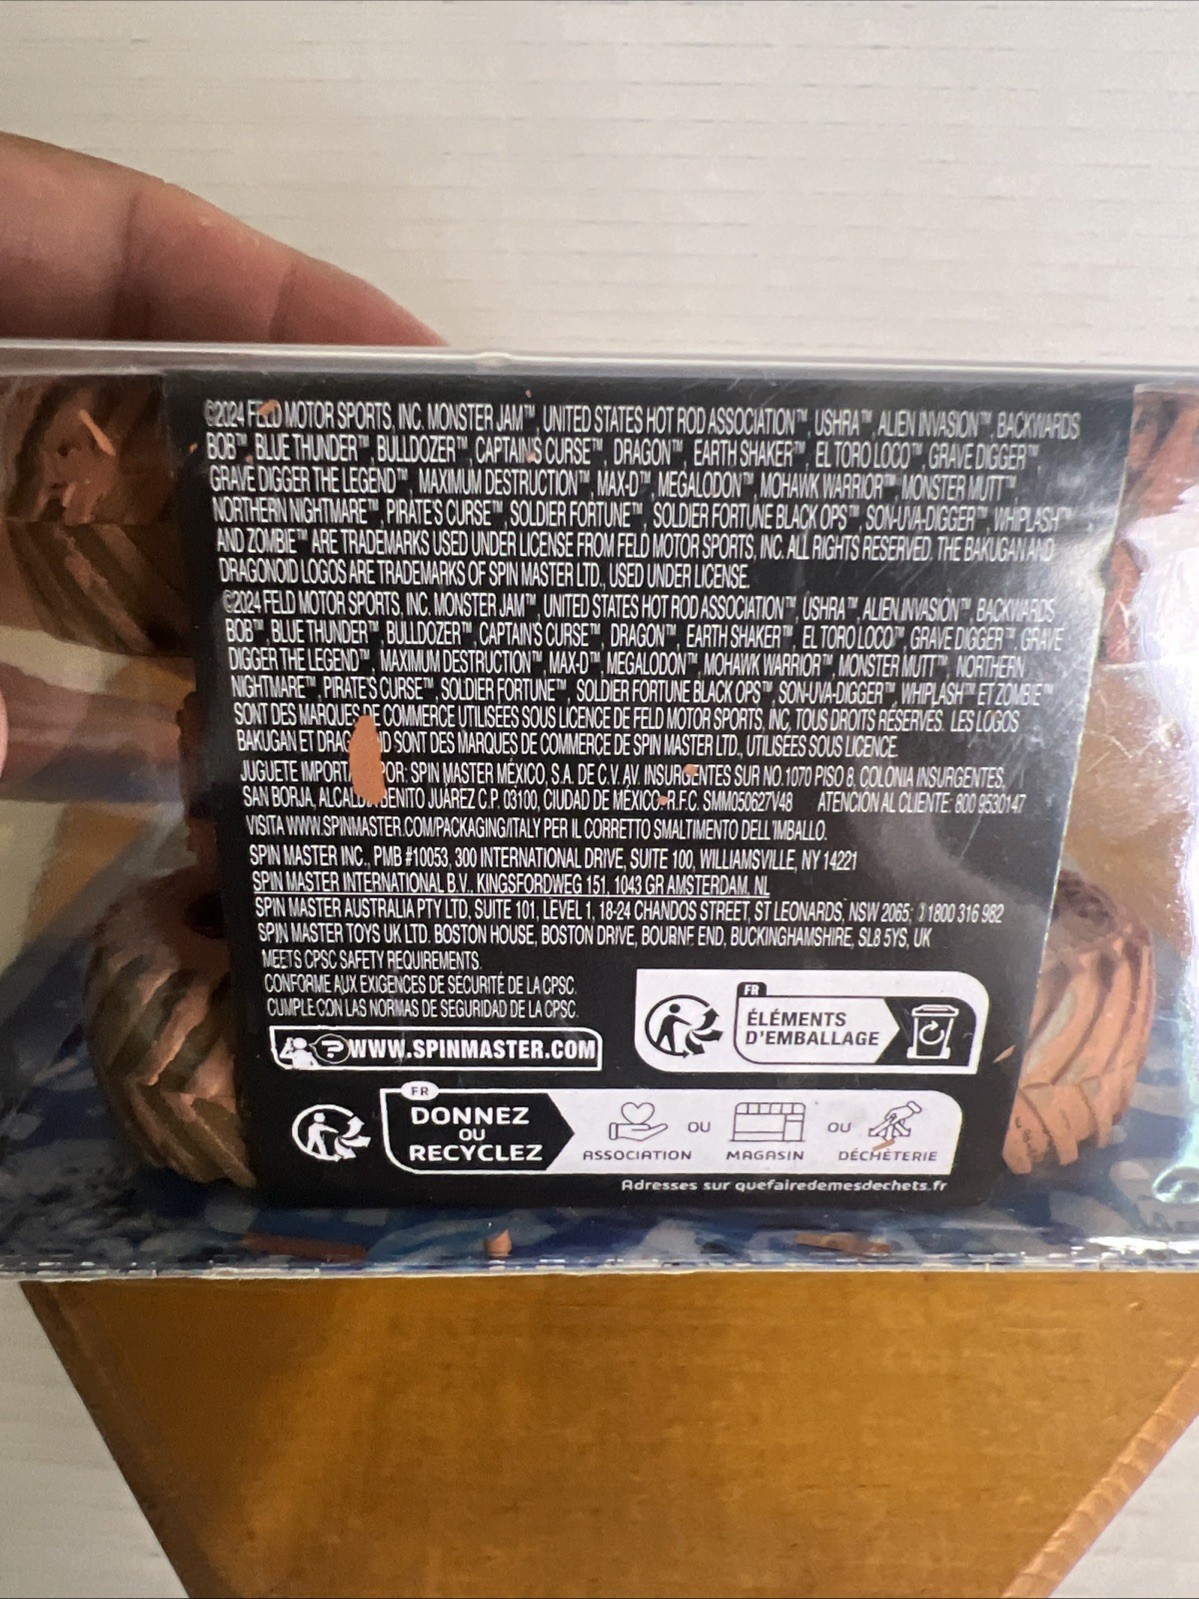 ©2024 FELD MOTOR SPORTS, INC. MONSTER JAM™, UNITED STATES HOT ROD ASSOCIATION™, USHRA™, ALIEN INVASION™, BACKWARDS
BOB™, BLUE THUNDER™, BULLDOZER™, CAPTAIN'S CURSE™, DRAGON™, EARTH SHAKER™, EL TORO LOCO™, GRAVE DIGGER™,
GRAVE DIGGER THE LEGEND™, MAXIMUM DESTRUCTION™, MAX-D™, MEGALODON™, MOHAWK WARRIOR™, MONSTER MUTT™,
NORTHERN NIGHTMARE™, PIRATE'S CURSE™, SOLDIER FORTUNE™, SOLDIER FORTUNE BLACK OPS™, SON-UVA-DIGGER™, WHIPLASH™
AND ZOMBIE™ ARE TRADEMARKS USED UNDER LICENSE FROM FELD MOTOR SPORTS, INC. ALL RIGHTS RESERVED. THE BAKUGAN AND
DRAGONOID LOGOS ARE TRADEMARKS OF SPIN MASTER LTD., USED UNDER LICENSE.
©2024 FELD MOTOR SPORTS, INC. MONSTER JAM™, UNITED STATES HOT ROD ASSOCIATION™, USHRA™, ALIEN INVASION™, BACKWARDS
BOB™, BLUE THUNDER™, BULLDOZER™, CAPTAIN'S CURSE™, DRAGON™, EARTH SHAKER™, EL TORO LOCO™, GRAVE DIGGER™, GRAVE
DIGGER THE LEGEND™, MAXIMUM DESTRUCTION™, MAX-D™, MEGALODON™, MOHAWK WARRIOR™, MONSTER MUTT™, NORTHERN
NIGHTMARE™, PIRATE'S CURSE™, SOLDIER FORTUNE™, SOLDIER FORTUNE BLACK OPS™, SON-UVA-DIGGER™, WHIPLASH™ ET ZOMBIE™
SONT DES MARQUES DE COMMERCE UTILISÉES SOUS LICENCE DE FELD MOTOR SPORTS, INC, TOUS DROITS RÉSERVÉS. LES LOGOS
BAKUGAN ET SONT DES MARQUES DE COMMERCE DE SPIN MASTER LTD., UTILISÉES SOUS LICENCE.
JUGUETE POR: SPIN MASTER MÉXICO, S.A. DE C.V. AV. INSURGENTES SUR NO. 1070 PISO 8, COLONIA INSURGENTES,
SAN BORJA, BENITO JUÁREZ C.P. 03100, CIUDAD DE MÉXICO. R.F.C. SMM050627V48 ATENCIÓN AL CLIENTE: 800 9530147
VISITA WWW.SPINMASTER.COM/PACKAGING/ITALY PER IL CORRETTO SMALTIMENTO DELL'IMBALLO.
SPIN MASTER INC., PMB #10053, 300 INTERNATIONAL DRIVE, SUITE 100, WILLIAMSVILLE, NY 14221
SPIN MASTER INTERNATIONAL B.V., KINGSFORDWEG 151, 1043 GR AMSTERDAM, NL
SPIN MASTER AUSTRALIA PTY LTD, SUITE 101, LEVEL 1, 18-24 CHANDOS STREET, ST LEONARDS, NSW 2065; 1800 316 982
SPIN MASTER TOYS UK LTD. BOSTON HOUSE, BOSTON DRIVE, BOURNE END, BUCKINGHAMSHIRE, SL8 5YS, UK
MEETS CPSC SAFETY REQUIREMENTS.
CONFORME AUX EXIGENCES DE SÉCURITÉ DE LA CPSC.
CUMPLE CON LAS NORMAS DE SEGURIDAD DE LA CPSC.
?WWW.SPINMASTER.COM
FR
ÉLÉMENTS
D'EMBALLAGE
FR
DONNEZ
OU
RECYCLEZ
ASSOCIATION OU MAGASIN OU DÉCHÈTERIE
Adresses sur quefairedemesdechets.fr